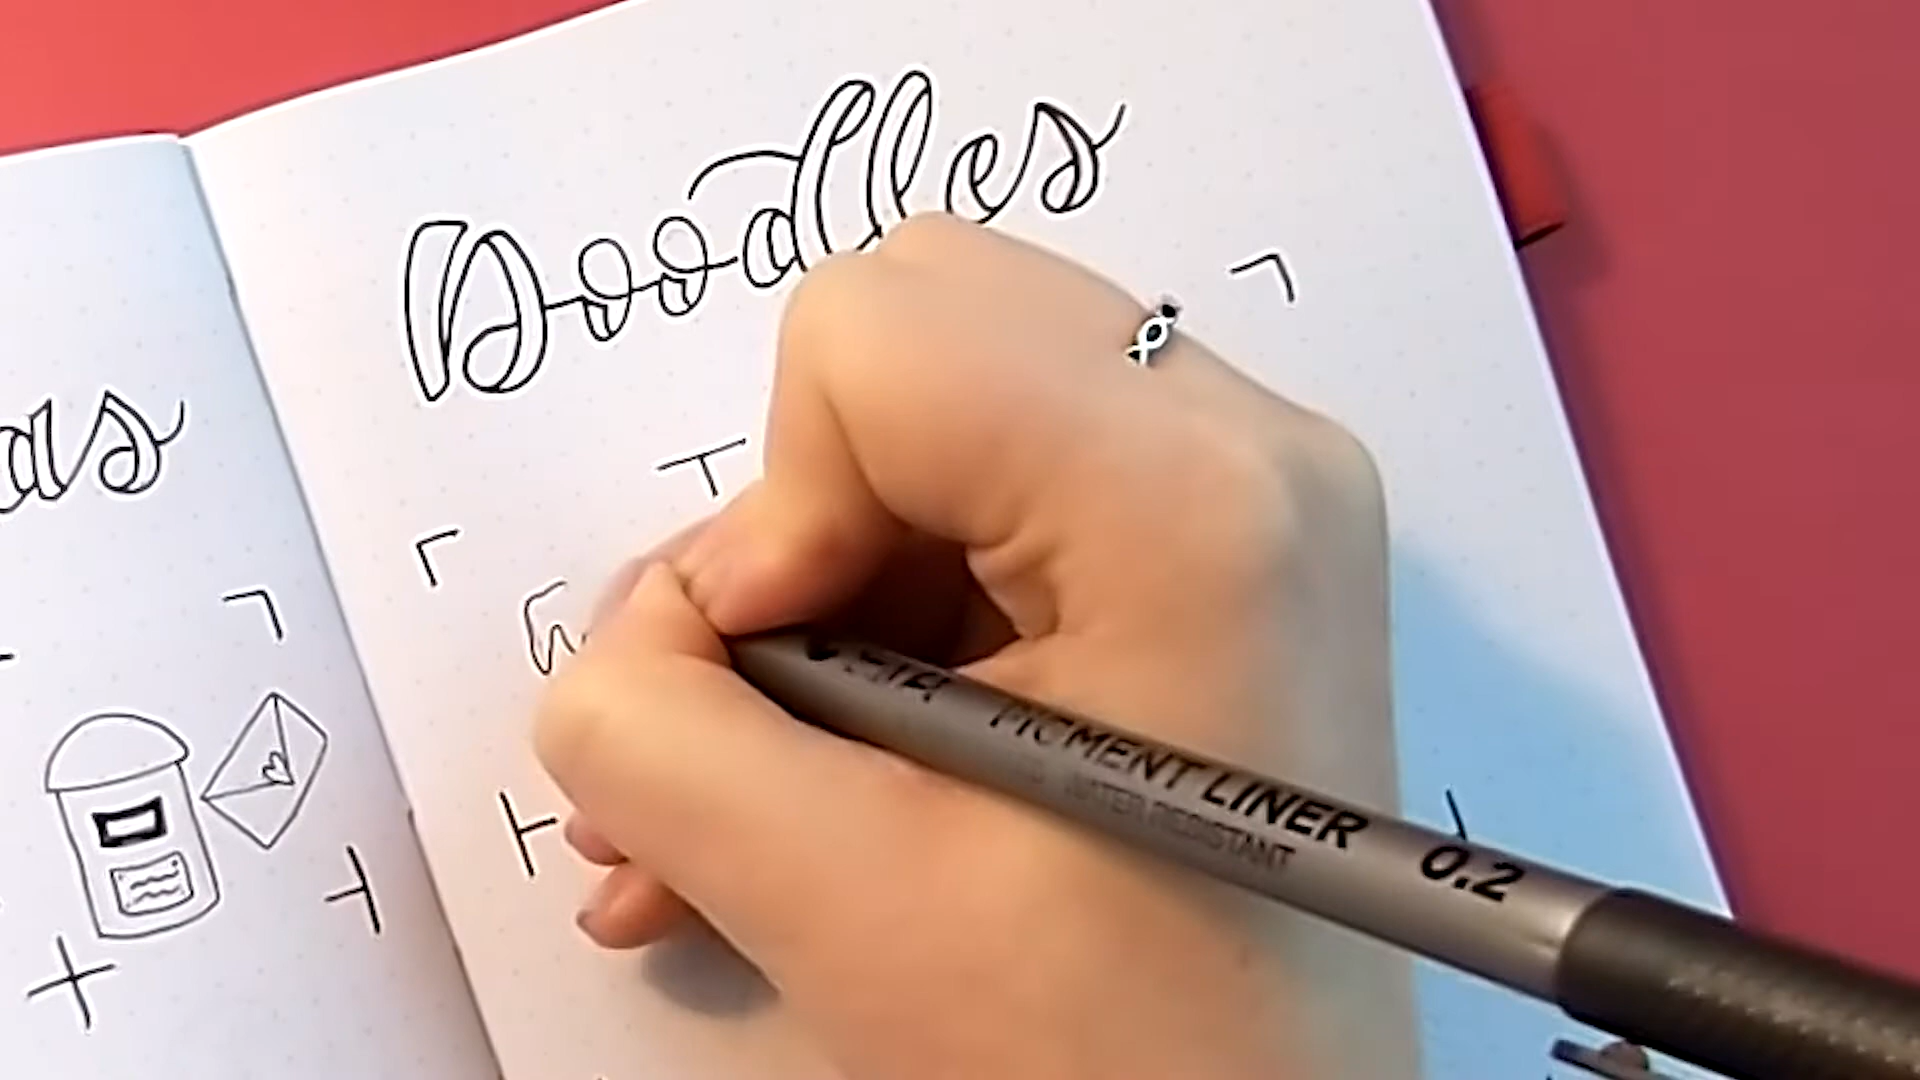 Doodles
as
PIGMENT LINER
WATER RESISTANT
0.2